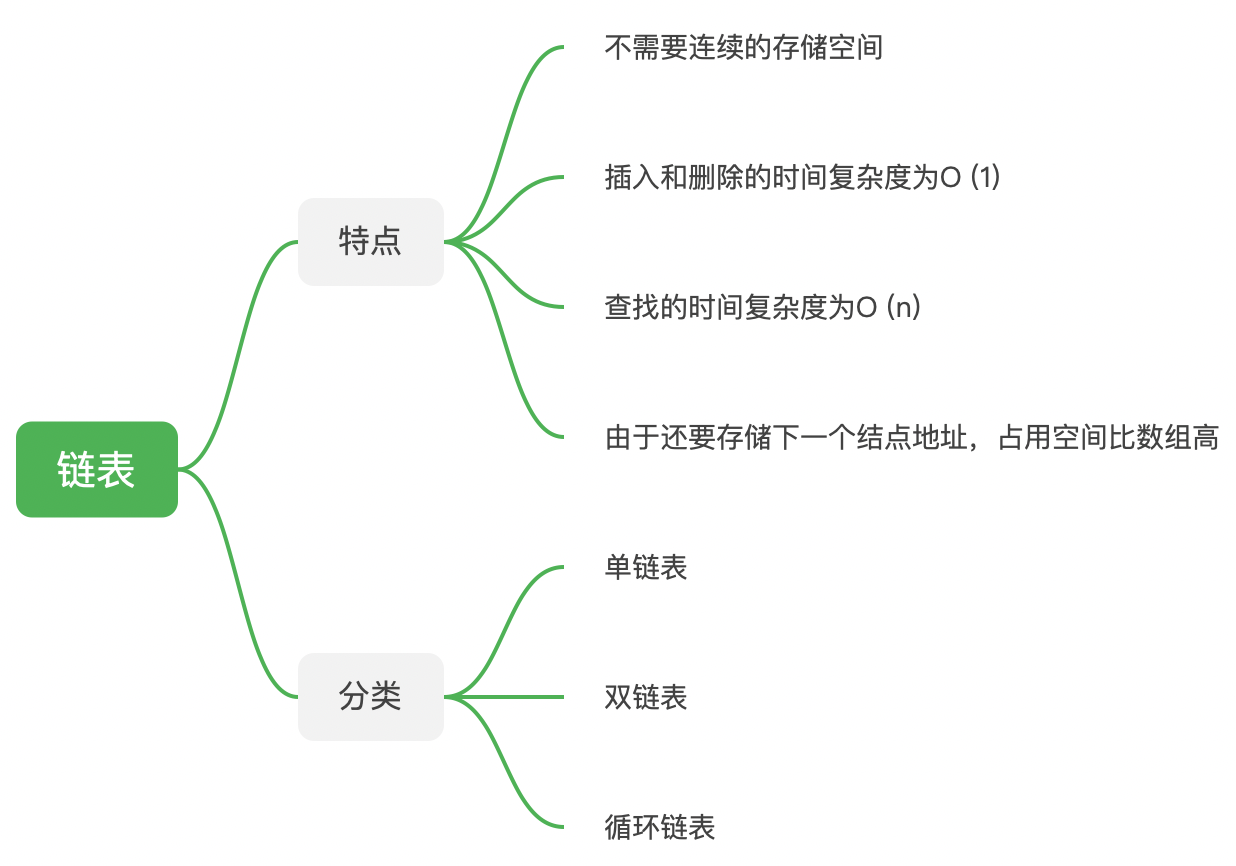 链表
特点
不需要连续的存储空间
插入和删除的时间复杂度为O (1)
查找的时间复杂度为O (n)
由于还要存储下一个结点地址，占用空间比数组高
分类
单链表
双链表
循环链表